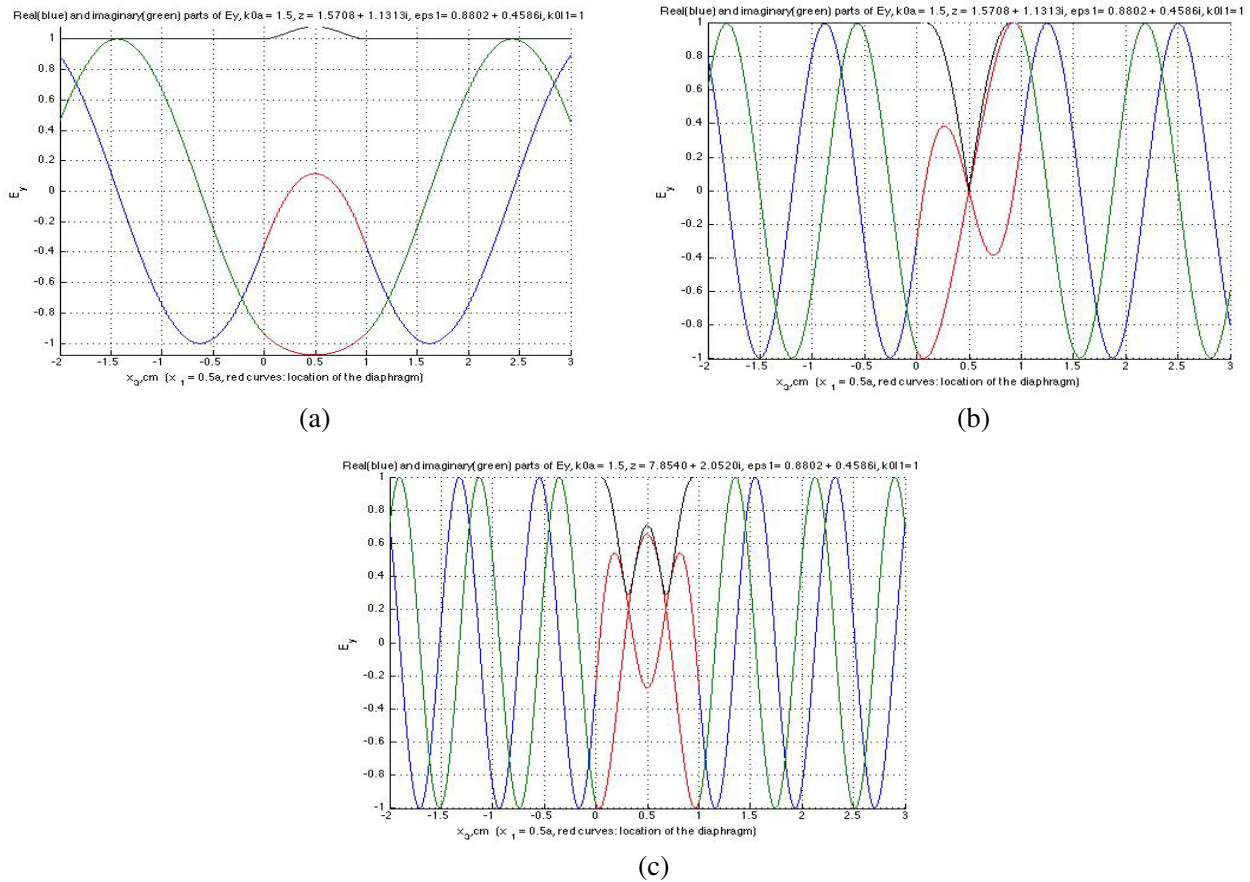 Real(blue) and imaginary(green) parts of Ey, k0a = 1.5, z = 1.5708 + 1.1313i, eps1= 0.8802 + 0.4586i, k0l1=1
1
0.8
0.6
0.4
0.2
0
-0.2
-0.4
-0.6
-0.8
-1
E y
-2 -1.5 -1 -0.5 0 0.5 1 1.5 2 2.5 3
x 3,cm (x 1 = 0.5a, red curves: location of the diaphragm)
(a)
Real(blue) and imaginary(green) parts of Ey, k0a = 1.5, z = 1.5708 + 1.1313i, eps1= 0.8802 + 0.4586i, k0l1=1
1
0.8
0.6
0.4
0.2
0
-0.2
-0.4
-0.6
-0.8
-1
E y
-2 -1.5 -1 -0.5 0 0.5 1 1.5 2 2.5 3
x 3,cm (x 1 = 0.5a, red curves: location of the diaphragm)
(b)
Real(blue) and imaginary(green) parts of Ey, k0a = 1.5, z = 7.8540 + 2.0520i, eps1= 0.8802 + 0.4586i, k0l1=1
1
0.8
0.6
0.4
0.2
0
-0.2
-0.4
-0.6
-0.8
-1
E y
-2 -1.5 -1 -0.5 0 0.5 1 1.5 2 2.5 3
x 3,cm (x 1 = 0.5a, red curves: location of the diaphragm)
(c)